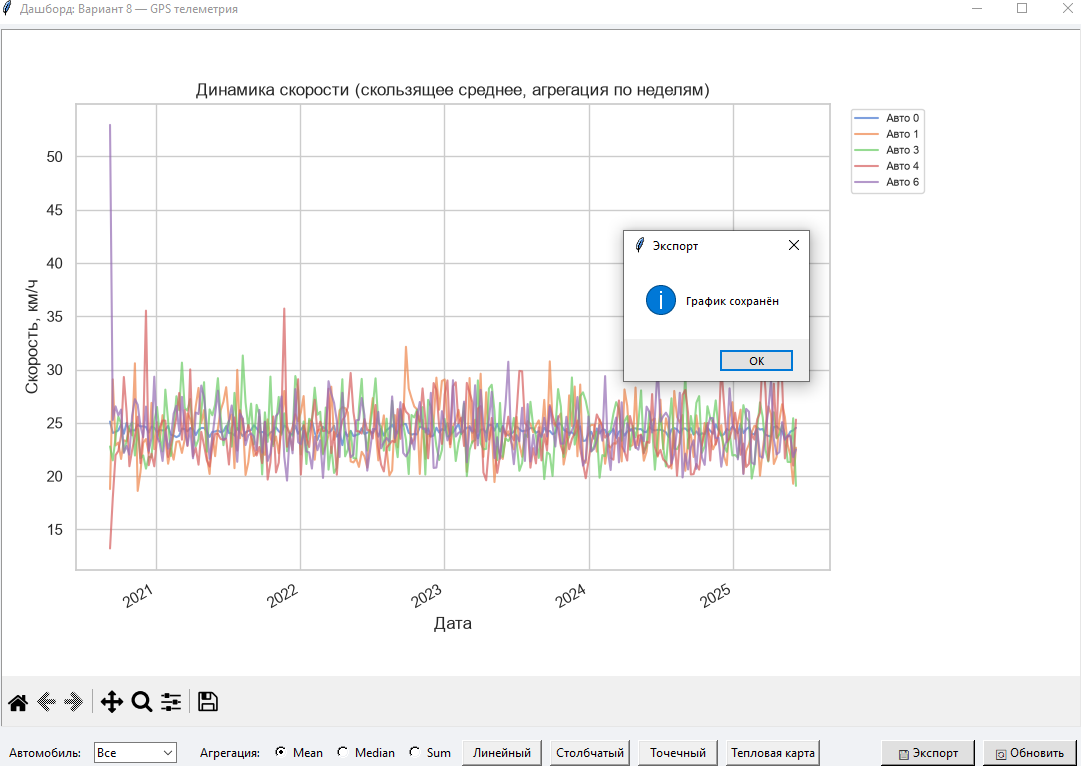 Дашборд: Вариант 8 — GPS телеметрия
Динамика скорости (скользящее среднее, агрегация по неделям)
Авто 0
Авто 1
Авто 3
Авто 4
Авто 6
50
45
40
35
30
25
20
15
Скорость, км/ч
Экспорт
График сохранён
OK
2021
2022
2023
2024
2025
Дата
Автомобиль: Все Агрегация: Mean Median Sum Линейный Столбчатый Точечный Тепловая карта Экспорт Обновить